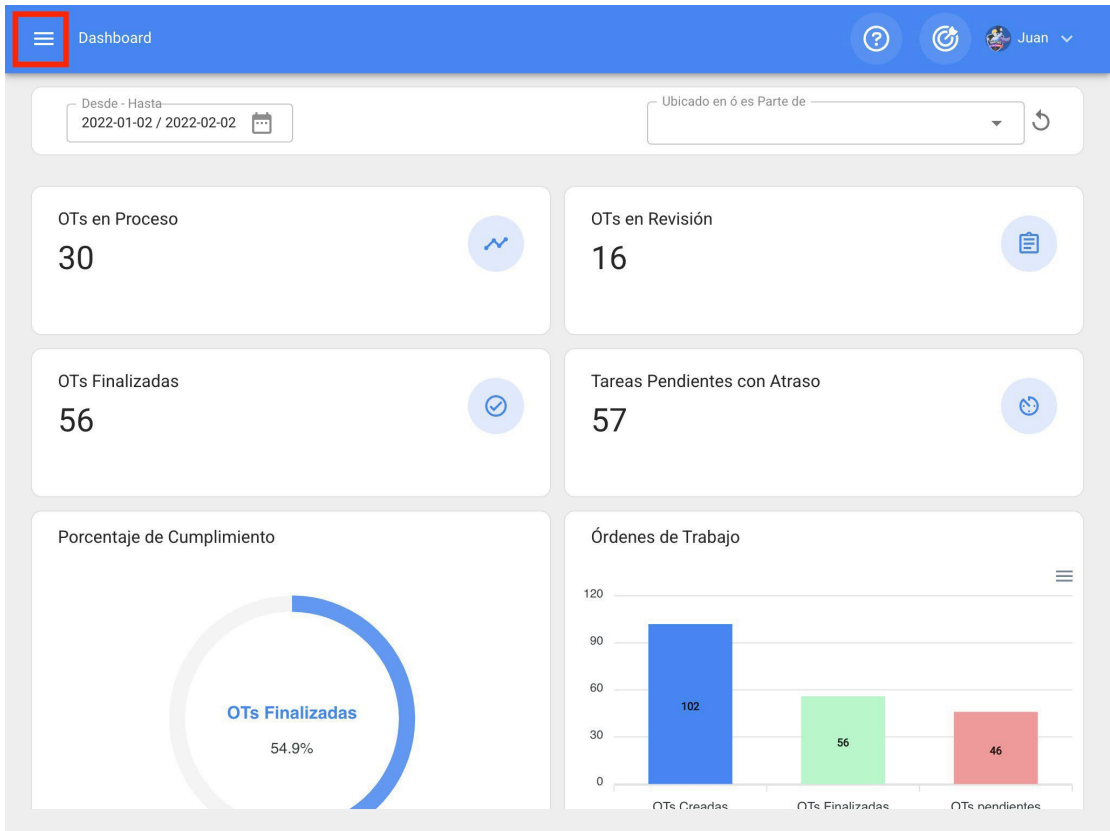 Dashboard
Juan
Desde - Hasta
2022-01-02 / 2022-02-02
Ubicado en ó es Parte de
OTs en Proceso
30
OTs en Revisión
16
OTs Finalizadas
56
Tareas Pendientes con Atraso
57
Porcentaje de Cumplimiento
OTs Finalizadas
54.9%
Órdenes de Trabajo
120
90
60
30
0
102
56
46
OTs Creadas
OTs Finalizadas
OTs pendientes